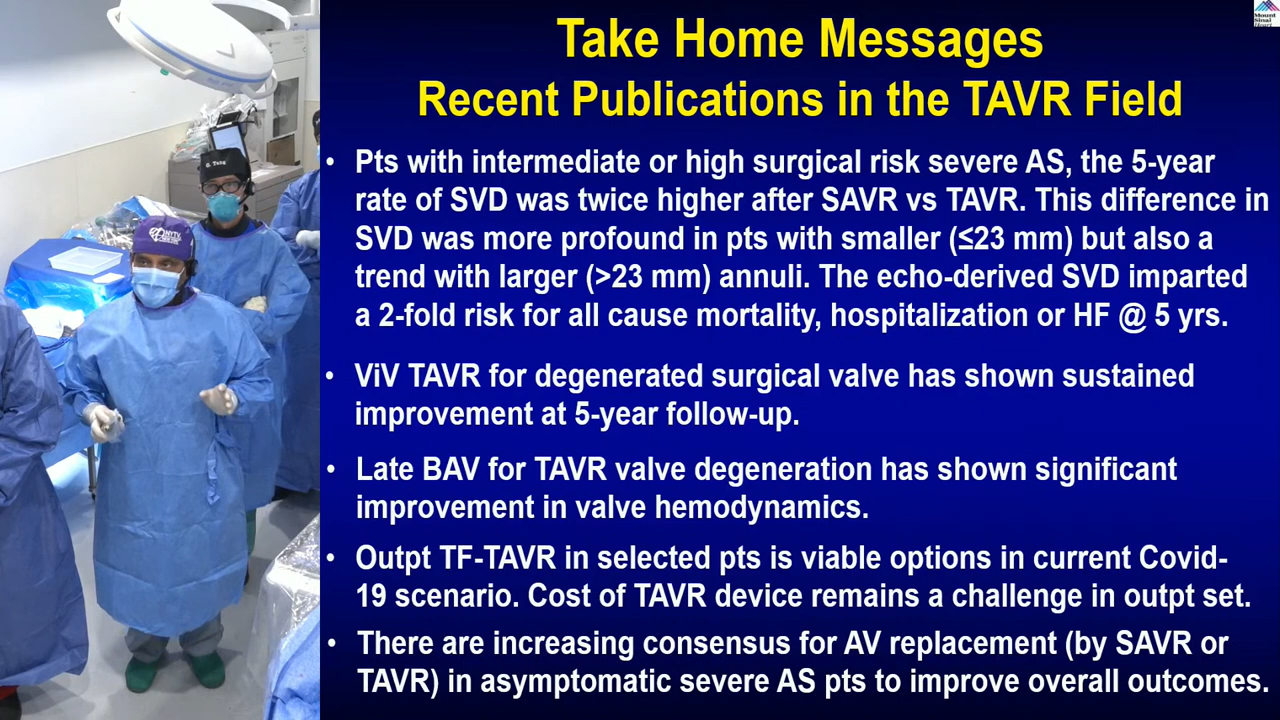 Mount
Sinai
Heart
Take Home Messages
Recent Publications in the TAVR Field
• Pts with intermediate or high surgical risk severe AS, the 5-year
rate of SVD was twice higher after SAVR vs TAVR. This difference in
SVD was more profound in pts with smaller (≤23 mm) but also a
trend with larger (>23 mm) annuli. The echo-derived SVD imparted
a 2-fold risk for all cause mortality, hospitalization or HF @ 5 yrs.
• ViV TAVR for degenerated surgical valve has shown sustained
improvement at 5-year follow-up.
• Late BAV for TAVR valve degeneration has shown significant
improvement in valve hemodynamics.
• Outpt TF-TAVR in selected pts is viable options in current Covid-
19 scenario. Cost of TAVR device remains a challenge in outpt set.
• There are increasing consensus for AV replacement (by SAVR or
TAVR) in asymptomatic severe AS pts to improve overall outcomes.
G. Tang
NYTV